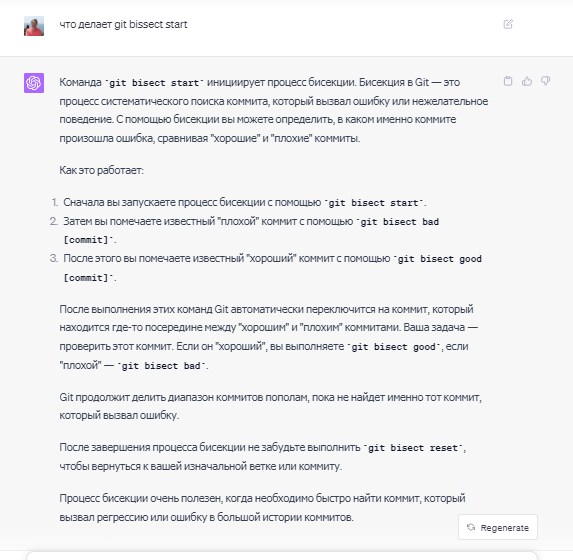 что делает git bissect start
Команда `git bisect start` инициирует процесс бисекции. Бисекция в Git — это
процесс систематического поиска коммита, который вызвал ошибку или нежелательное
поведение. С помощью бисекции вы можете определить, в каком именно коммите
произошла ошибка, сравнивая "хорошие" и "плохие" коммиты.
Как это работает:
1. Сначала вы запускаете процесс бисекции с помощью `git bisect start`.
2. Затем вы помечаете известный "плохой" коммит с помощью `git bisect bad
[commit]`.
3. После этого вы помечаете известный "хороший" коммит с помощью `git bisect good
[commit]`.
После выполнения этих команд Git автоматически переключится на коммит, который
находится где-то посередине между "хорошим" и "плохим" коммитами. Ваша задача —
проверить этот коммит. Если он "хороший", вы выполняете `git bisect good`, если
"плохой" — `git bisect bad`.
Git продолжит делить диапазон коммитов пополам, пока не найдет именно тот коммит,
который вызвал ошибку.
После завершения процесса бисекции не забудьте выполнить `git bisect reset`,
чтобы вернуться к вашей изначальной ветке или коммиту.
Процесс бисекции очень полезен, когда необходимо быстро найти коммит, который
вызвал регрессию или ошибку в большой истории коммитов.
Regenerate